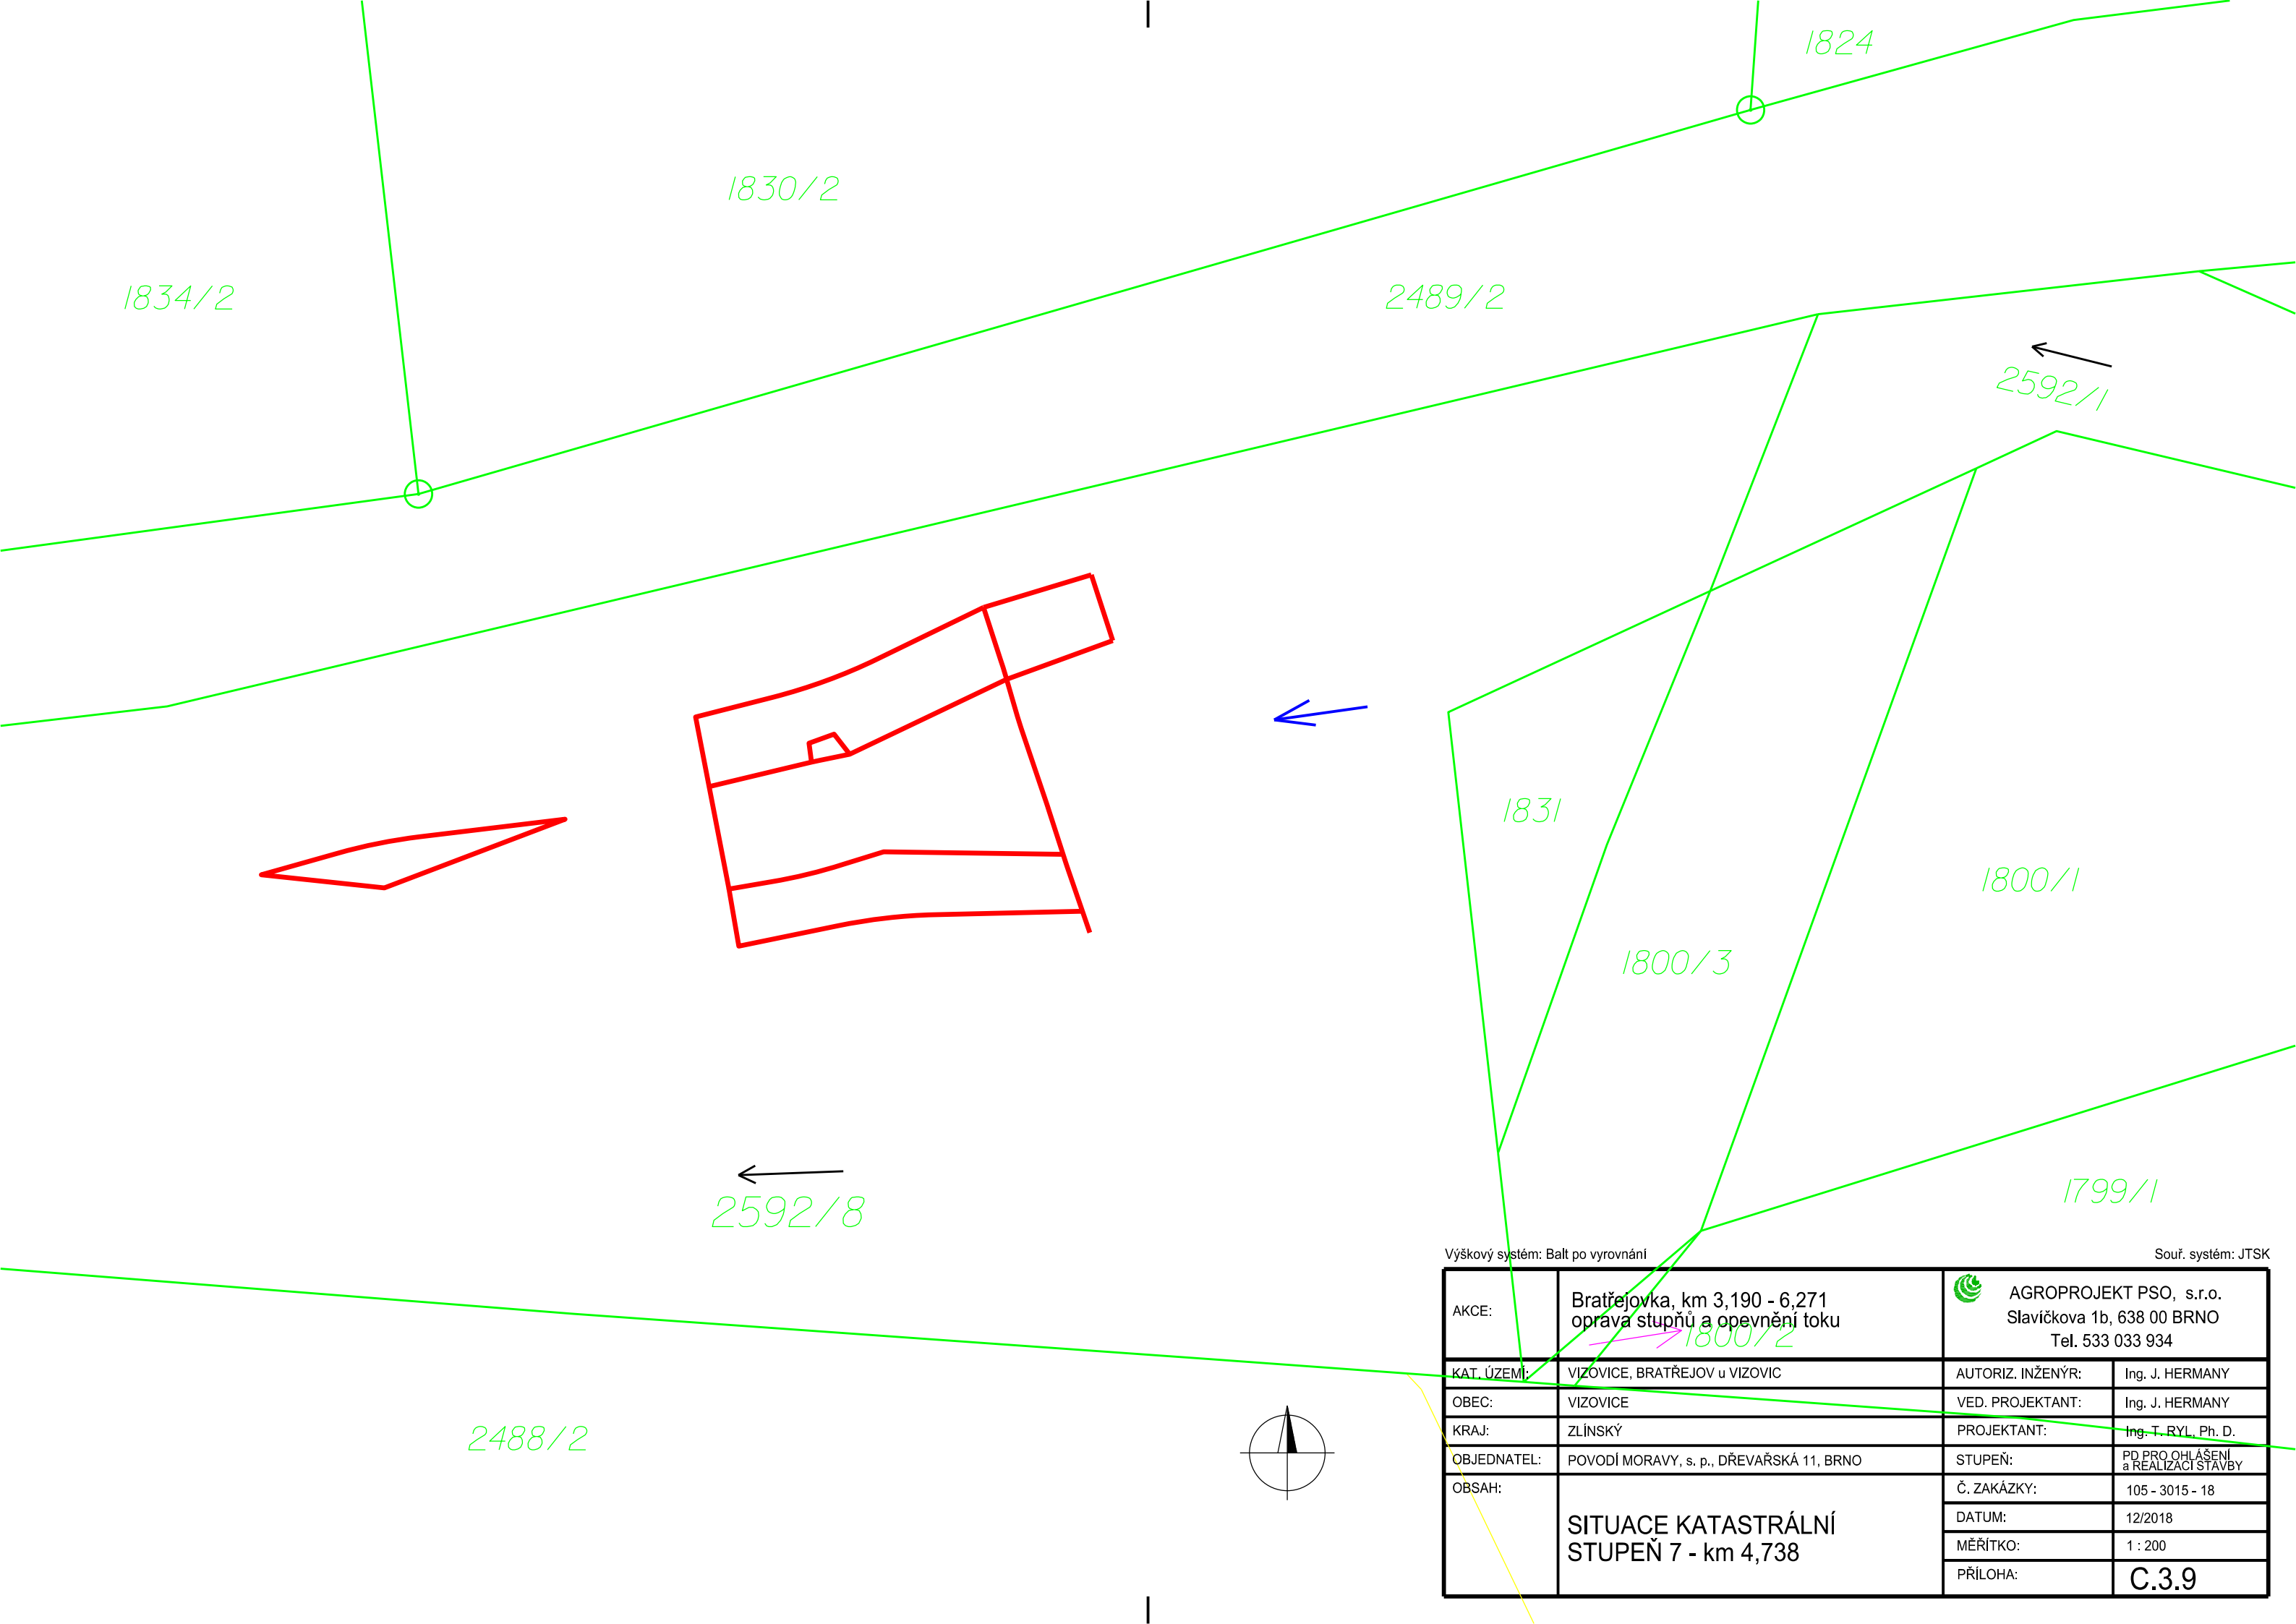 1824
1830/2
1834/2
2489/2
2592/1
1831
1800/1
1800/3
1799/1
2592/8
Výškový systém: Balt po vyrovnání
Souř. systém: JTSK
AKCE:
Bratřejovka, km 3,190 - 6,271
oprava stupňů a opevnění toku
1800/2
AGROPROJEKT PSO, s.r.o.
Slavíčkova 1b, 638 00 BRNO
Tel. 533 033 934
KAT. ÚZEMÍ:
VIZOVICE, BRATŘEJOV u VIZOVIC
AUTORIZ. INŽENÝR:
Ing. J. HERMANY
OBEC:
VIZOVICE
VED. PROJEKTANT:
Ing. J. HERMANY
KRAJ:
ZLÍNSKÝ
PROJEKTANT:
Ing. T. RYL, Ph. D.
OBJEDNATEL:
POVODÍ MORAVY, s. p., DŘEVAŘSKÁ 11, BRNO
STUPEŇ:
PD PRO OHLÁŠENÍ
a REALIZACI STAVBY
2488/2
OBSAH:
SITUACE KATASTRÁLNÍ
STUPEŇ 7 - km 4,738
Č. ZAKÁZKY:
105 - 3015 - 18
DATUM:
12/2018
MĚŘÍTKO:
1 : 200
PŘÍLOHA:
C.3.9